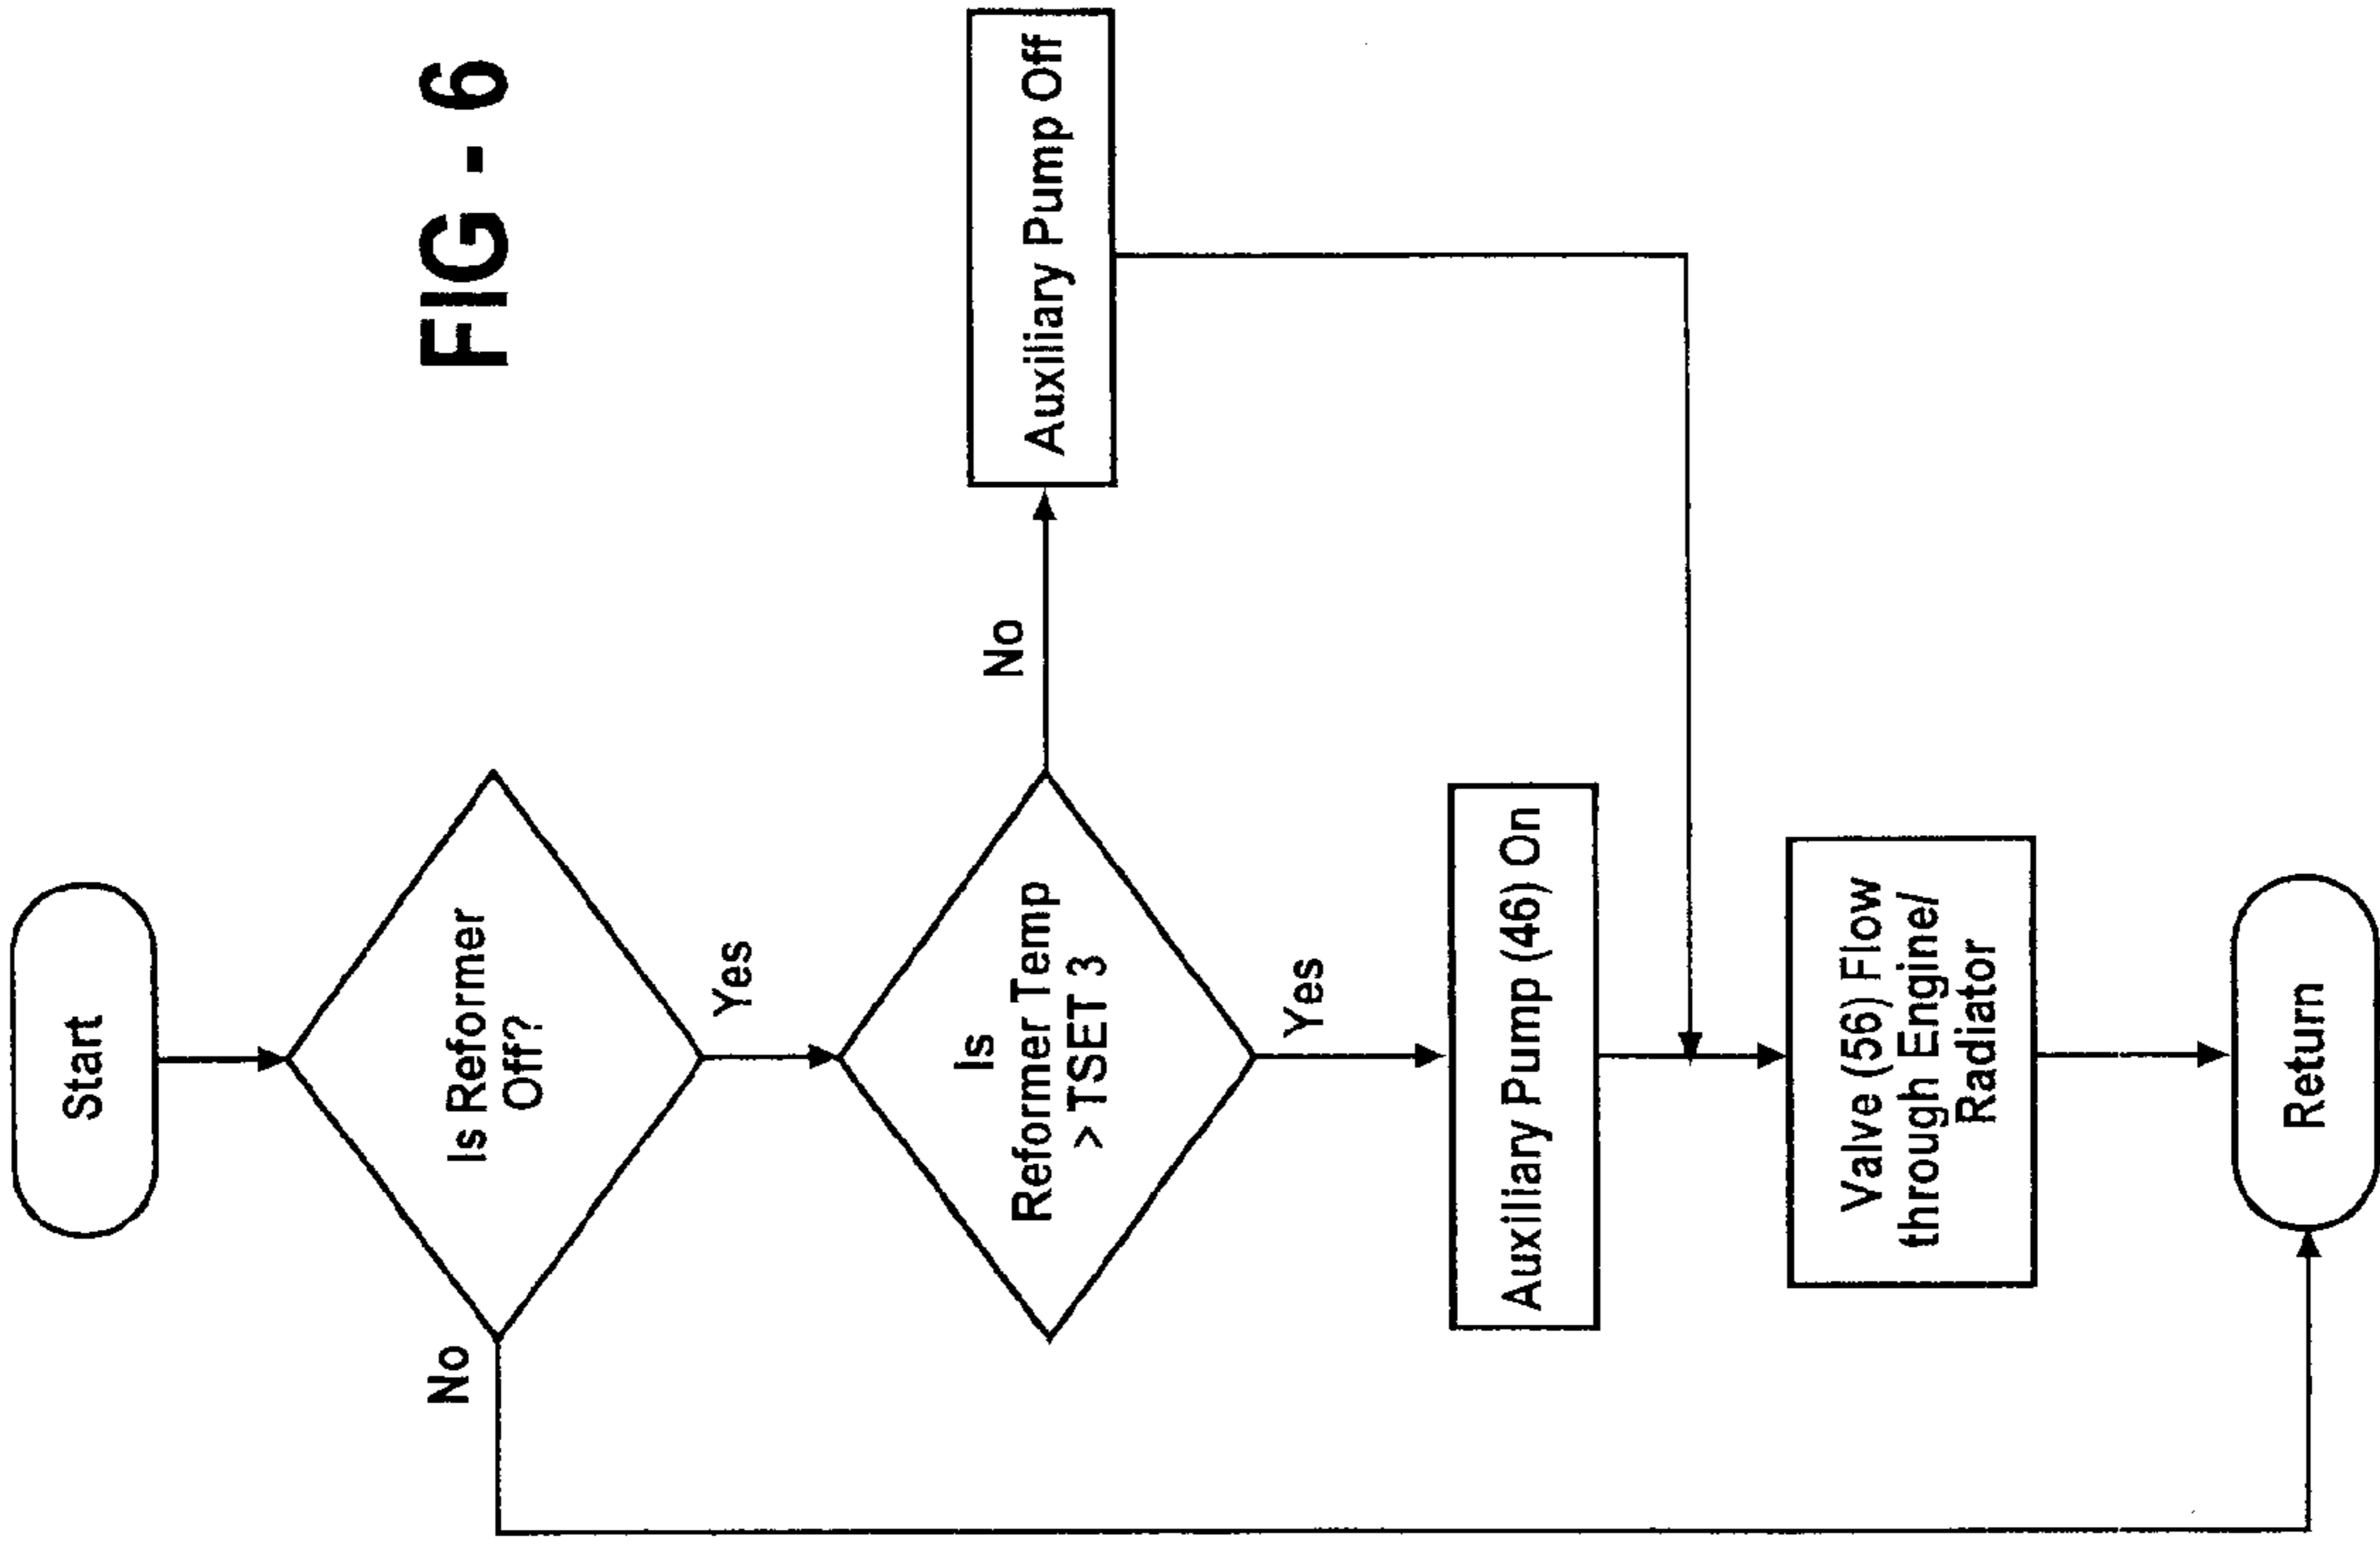 FIG - 6
Start
Is Reformer
Off?
No
Yes
Is
Reformer Temp
> TSET 3
No
Auxiliary Pump Off
Yes
Auxiliary Pump (46) On
Valve (56) Flow
through Engine/
Radiator
Return